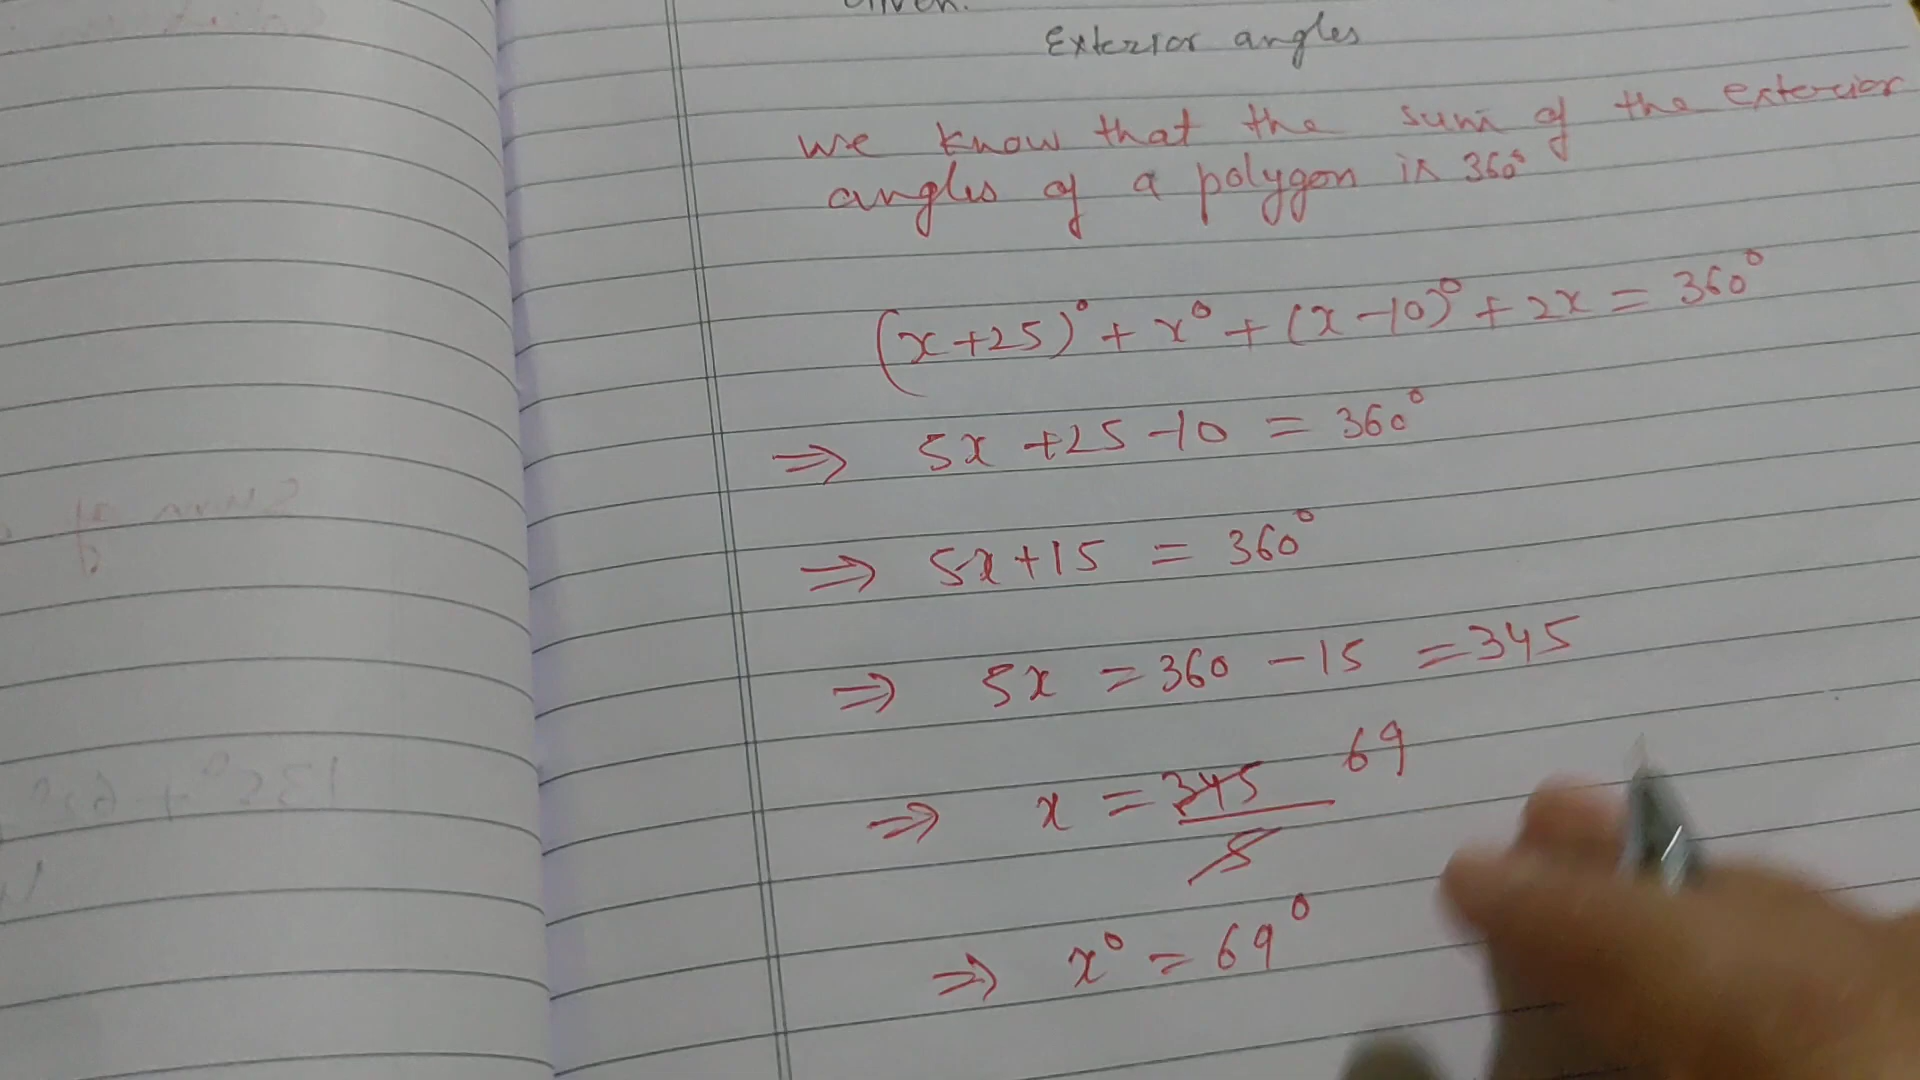 Given:
Exterior angles
we know that the sum of the exterior
angles of a polygon is 360°
(x+25)° + x° + (x-10)° + 2x = 360°
⇒ 5x +25 -10 = 360°
⇒ 5x+15 = 360°
⇒ 5x = 360 - 15 = 345
⇒ x = 345/5 69
⇒ x° = 69°